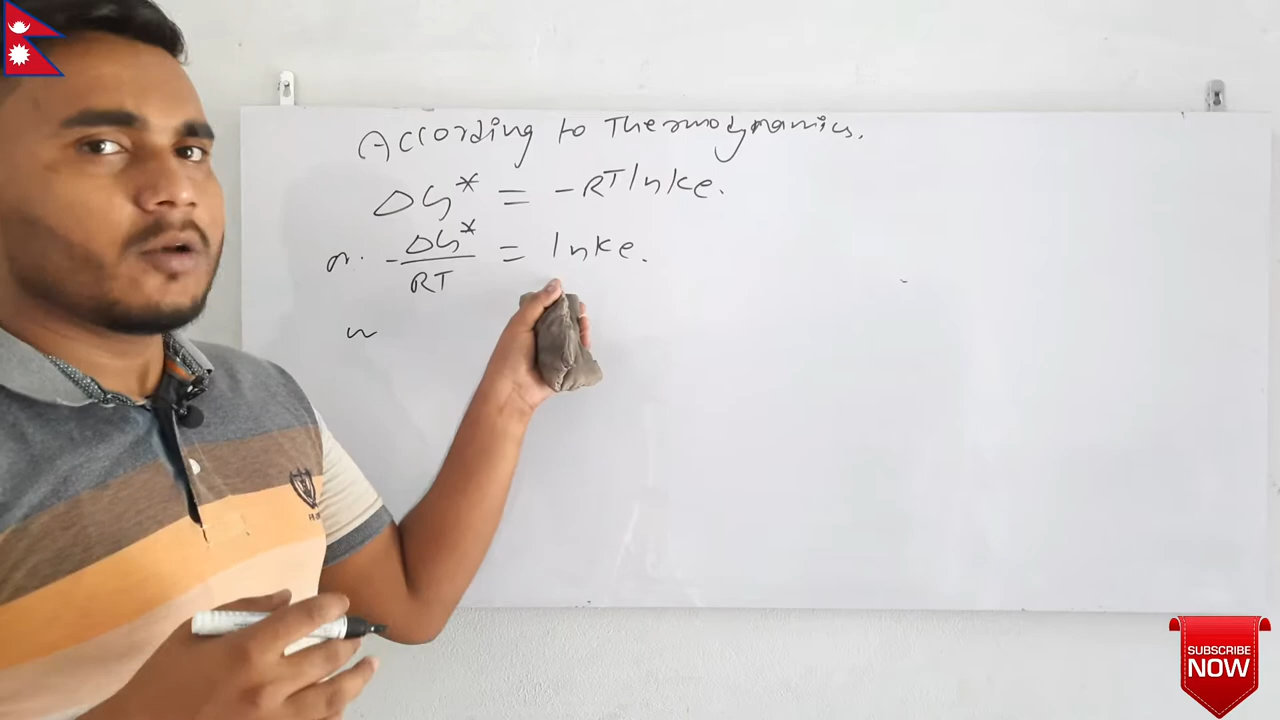 According to Thermodynamics.
ΔG* = -RTlnke.
or. -ΔG*/RT = lnke.
SUBSCRIBE
NOW